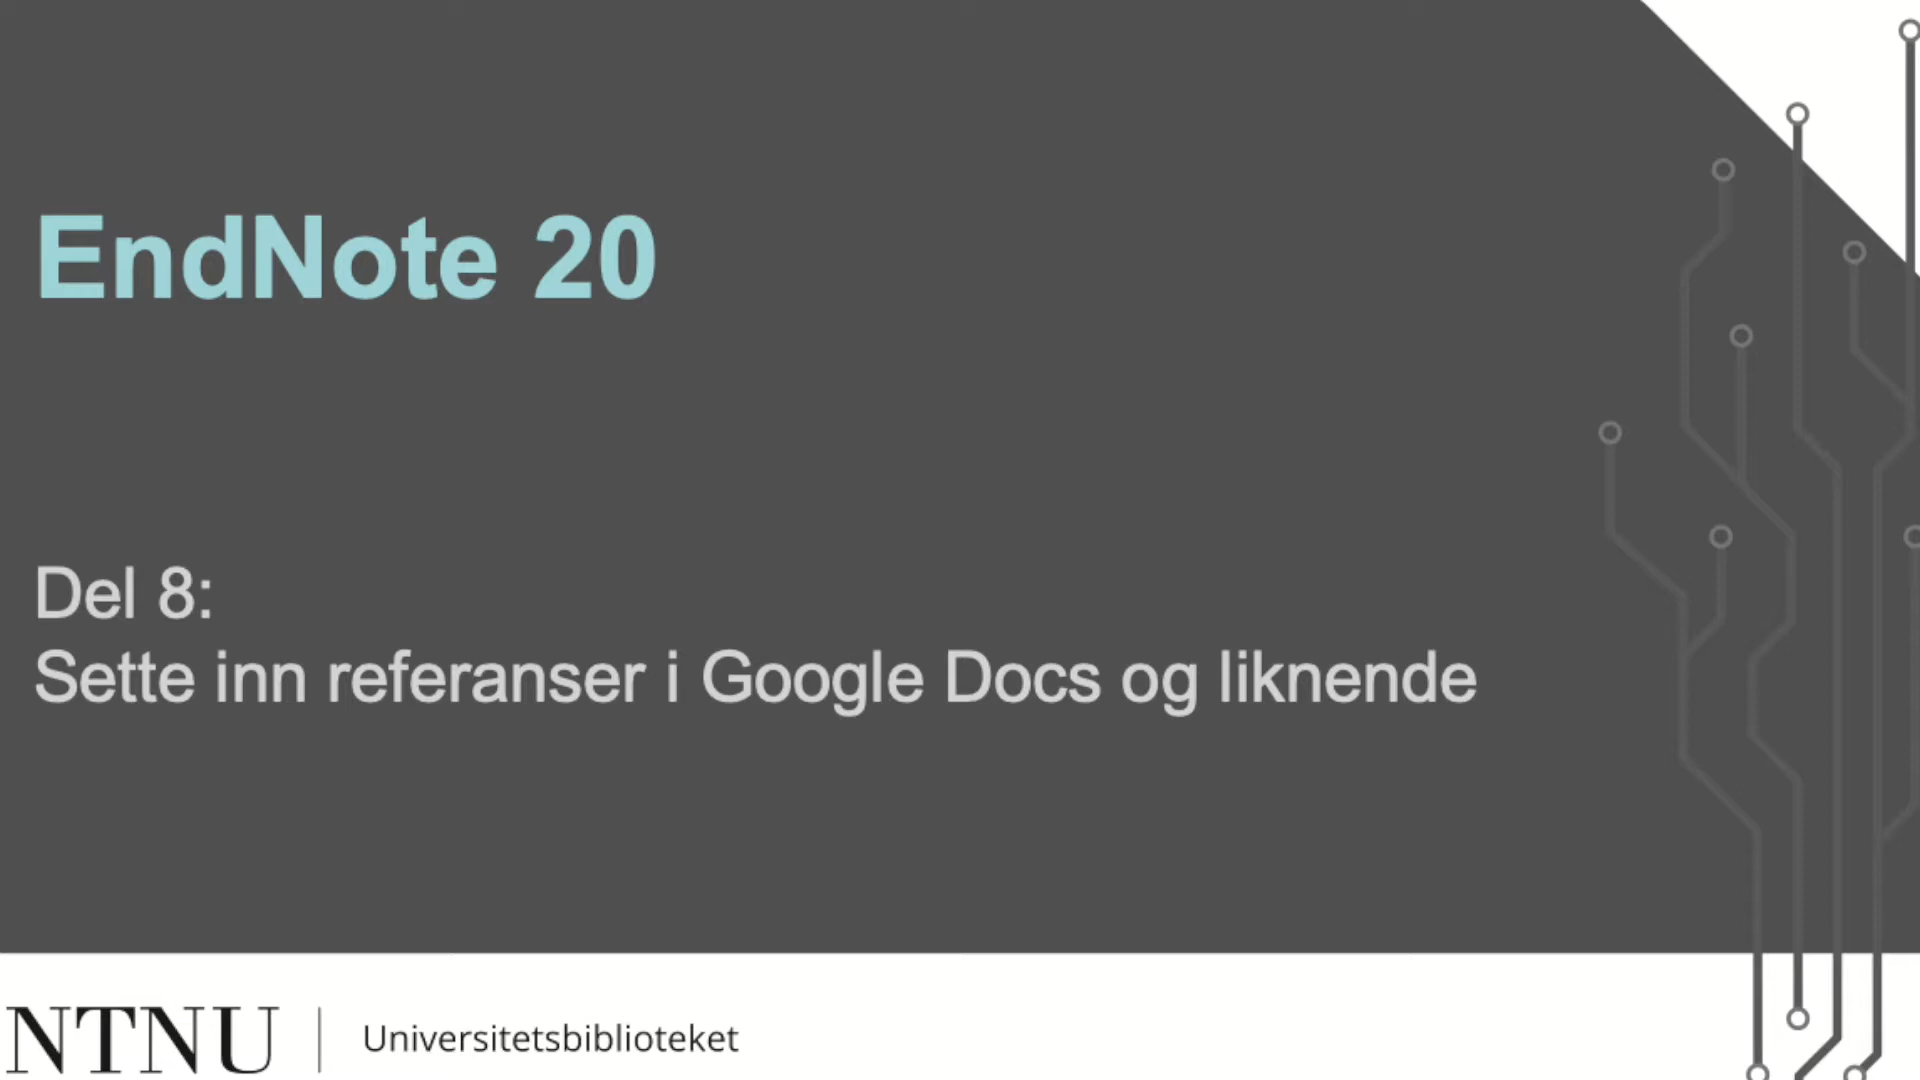 EndNote 20
Del 8:
Sette inn referanser i Google Docs og liknende
NTNU | Universitetsbiblioteket